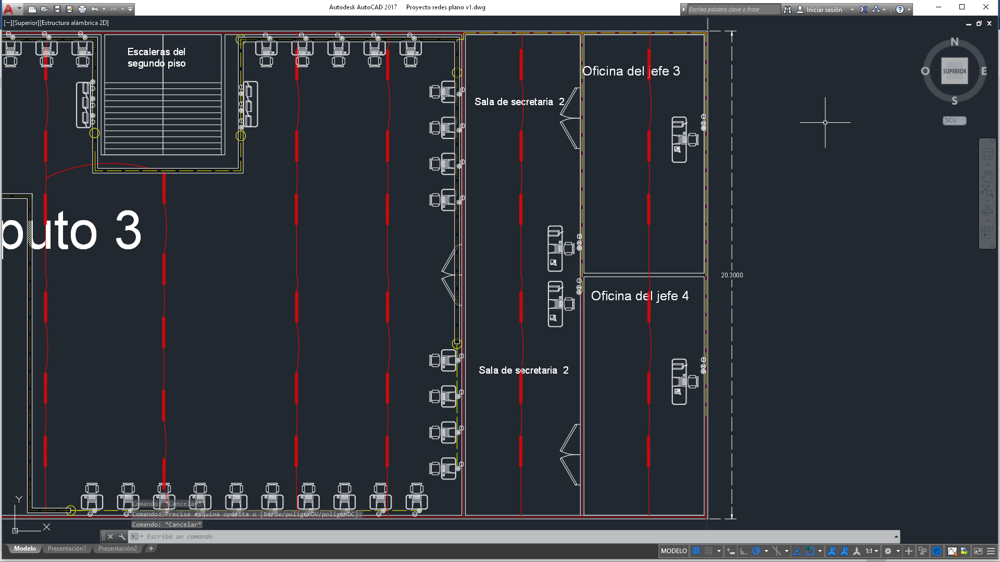 Autodesk AutoCAD 2017 Proyecto redes plano v1.dwg
Escriba palabra clave o frase
Iniciar sesión
[−][Superior][Estructura alámbrica 2D]
Escaleras del
segundo piso
Oficina del jefe 3
Sala de secretaria 2
N
O
SUPERIOR
E
S
SCU
puto 3
20.3000
Oficina del jefe 4
Sala de secretaria 2
Y
X
Comando: *Cancelar*
Comando: Precise esquina opuesta o [Borde/polígonOV/polígonOC]:
Comando: *Cancelar*
Escriba un comando
Modelo Presentación1 Presentación2 +
MODELO
1:1